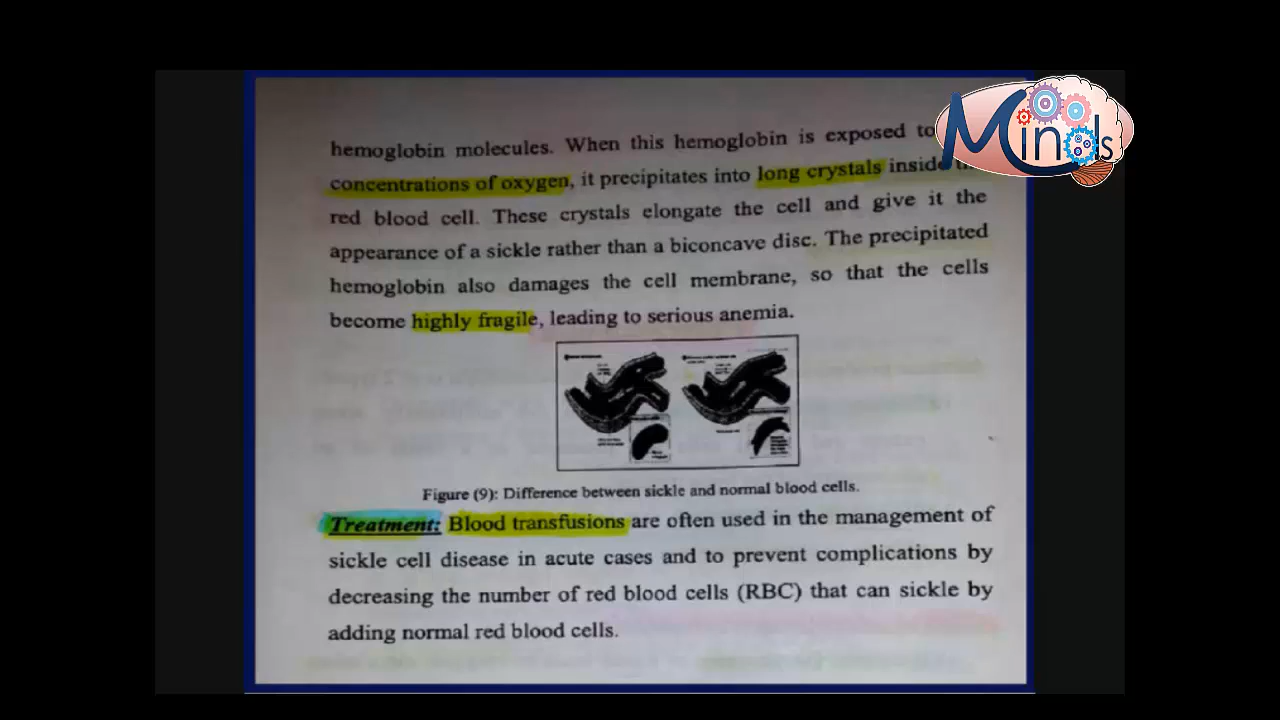 Minds
hemoglobin molecules. When this hemoglobin is exposed to
concentrations of oxygen, it precipitates into long crystals inside
red blood cell. These crystals elongate the cell and give it the
appearance of a sickle rather than a biconcave disc. The precipitated
hemoglobin also damages the cell membrane, so that the cells
become highly fragile, leading to serious anemia.
Figure (9): Difference between sickle and normal blood cells.
Treatment: Blood transfusions are often used in the management of
sickle cell disease in acute cases and to prevent complications by
decreasing the number of red blood cells (RBC) that can sickle by
adding normal red blood cells.